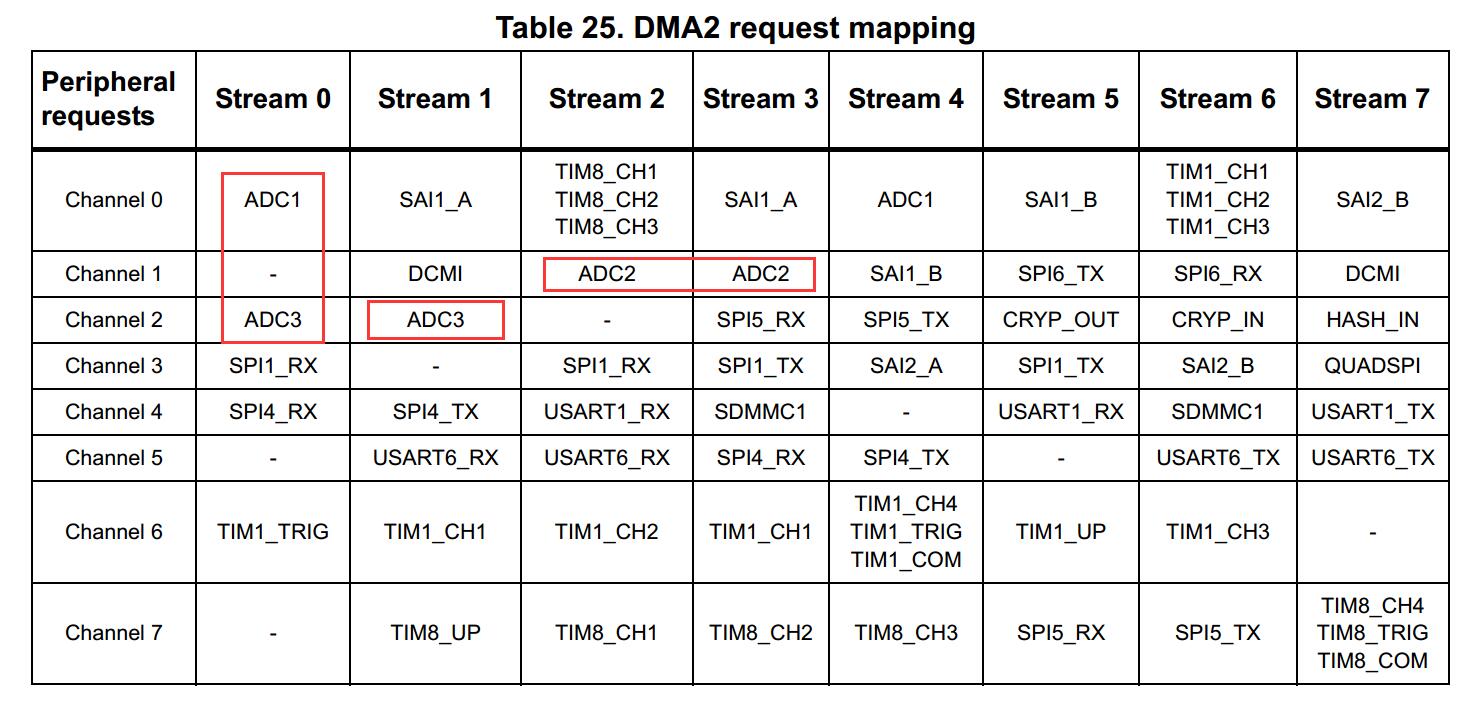 Table 25. DMA2 request mapping
Peripheral requests Stream 0 Stream 1 Stream 2 Stream 3 Stream 4 Stream 5 Stream 6 Stream 7
Channel 0 ADC1 SAI1_A TIM8_CH1 TIM8_CH2 TIM8_CH3 SAI1_A ADC1 SAI1_B TIM1_CH1 TIM1_CH2 TIM1_CH3 SAI2_B
Channel 1 - DCMI ADC2 ADC2 SAI1_B SPI6_TX SPI6_RX DCMI
Channel 2 ADC3 ADC3 - SPI5_RX SPI5_TX CRYP_OUT CRYP_IN HASH_IN
Channel 3 SPI1_RX - SPI1_RX SPI1_TX SAI2_A SPI1_TX SAI2_B QUADSPI
Channel 4 SPI4_RX SPI4_TX USART1_RX SDMMC1 - USART1_RX SDMMC1 USART1_TX
Channel 5 - USART6_RX USART6_RX SPI4_RX SPI4_TX - USART6_TX USART6_TX
Channel 6 TIM1_TRIG TIM1_CH1 TIM1_CH2 TIM1_CH1 TIM1_CH4 TIM1_TRIG TIM1_COM TIM1_UP TIM1_CH3 -
Channel 7 - TIM8_UP TIM8_CH1 TIM8_CH2 TIM8_CH3 SPI5_RX SPI5_TX TIM8_CH4 TIM8_TRIG TIM8_COM